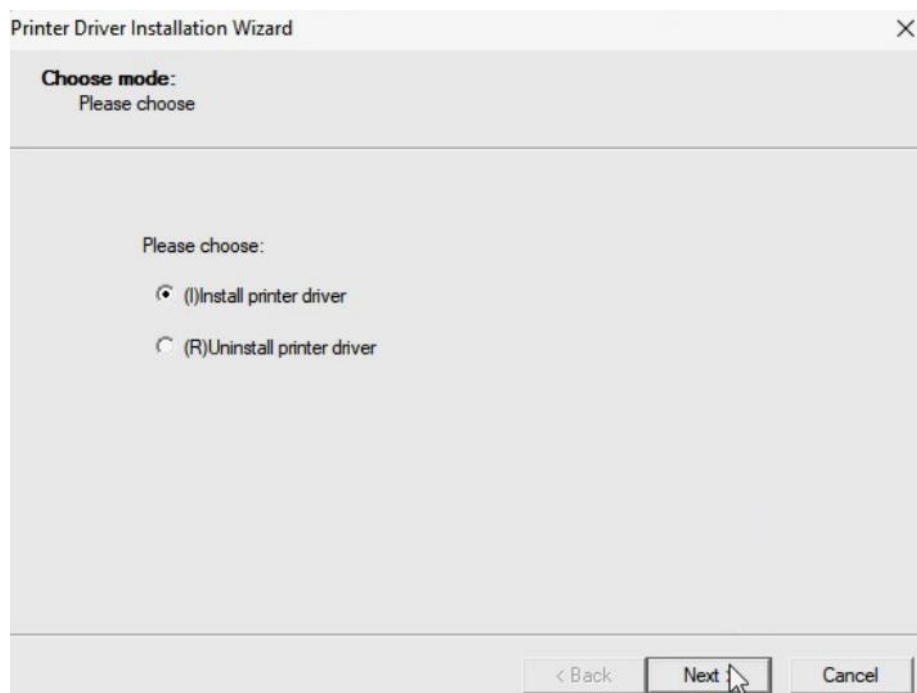 Printer Driver Installation Wizard
Choose mode:
Please choose
Please choose:
(I)Install printer driver
(R)Uninstall printer driver
< Back
Next >
Cancel